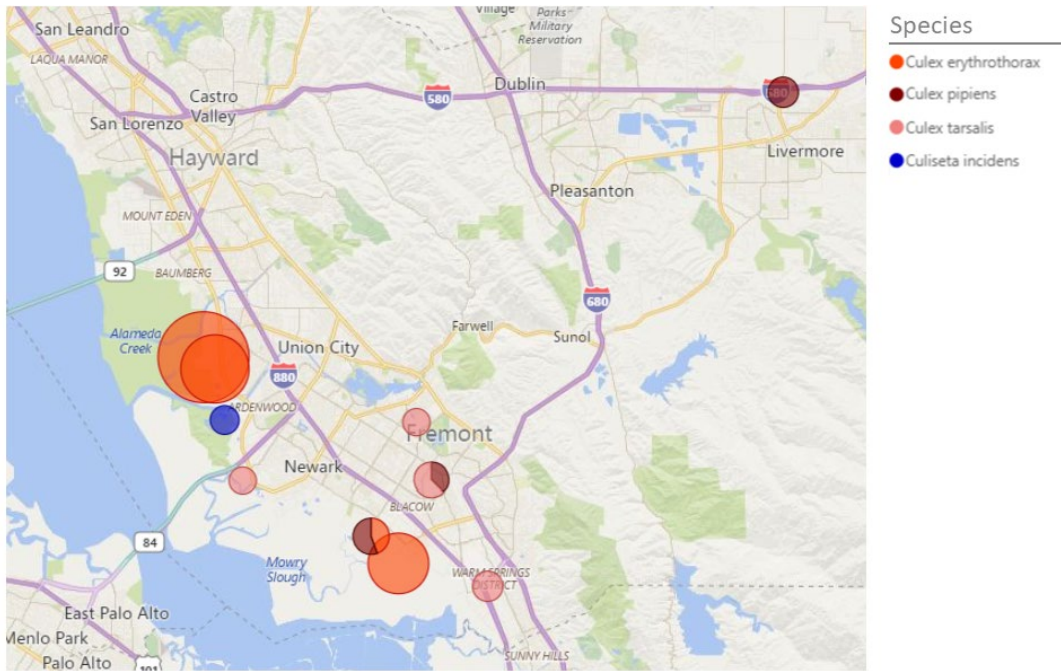 Village
Parks
Military
Reservation
San Leandro
LAQUA MANOR
Dublin
580
580
Castro
Valley
San Lorenzo
Hayward
Livermore
Pleasanton
MOUNT EDEN
92
BAUMBERG
680
Alameda
Creek
Farwell
Sunol
Union City
880
ARDENWOOD
Fremont
Newark
BLACOW
84
Mowry
Slough
WARM SPRINGS
DISTRICT
East Palo Alto
Menlo Park
Palo Alto
101
SUNNY HILLS
Species
Culex erythrothorax
Culex pipiens
Culex tarsalis
Culiseta incidens